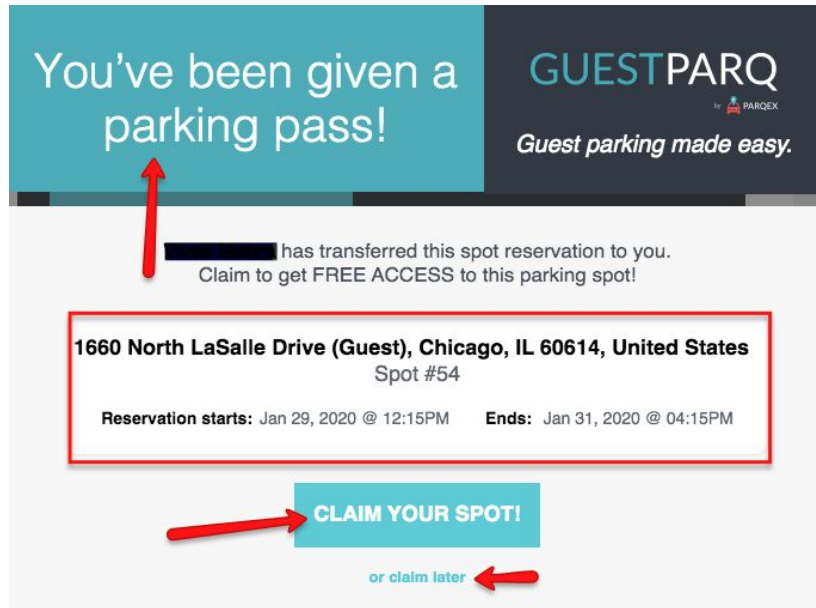 You've been given a
parking pass!
GUESTPARQ
by PARQEX
Guest parking made easy.
has transferred this spot reservation to you.
Claim to get FREE ACCESS to this parking spot!
1660 North LaSalle Drive (Guest), Chicago, IL 60614, United States
Spot #54
Reservation starts: Jan 29, 2020 @ 12:15PM Ends: Jan 31, 2020 @ 04:15PM
CLAIM YOUR SPOT!
or claim later